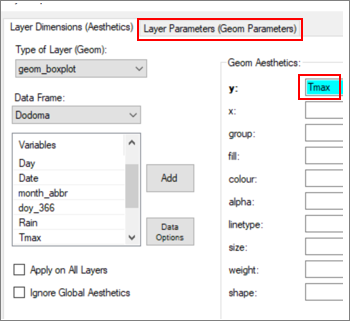 Layer Dimensions (Aesthetics)
Layer Parameters (Geom Parameters)
Type of Layer (Geom):
geom_boxplot
Data Frame:
Dodoma
Variables
Day
Date
month_abbr
doy_366
Rain
Tmax
Add
Data
Options
Apply on All Layers
Ignore Global Aesthetics
Geom Aesthetics:
y:
Tmax
x:
group:
fill:
colour:
alpha:
linetype:
size:
weight:
shape: